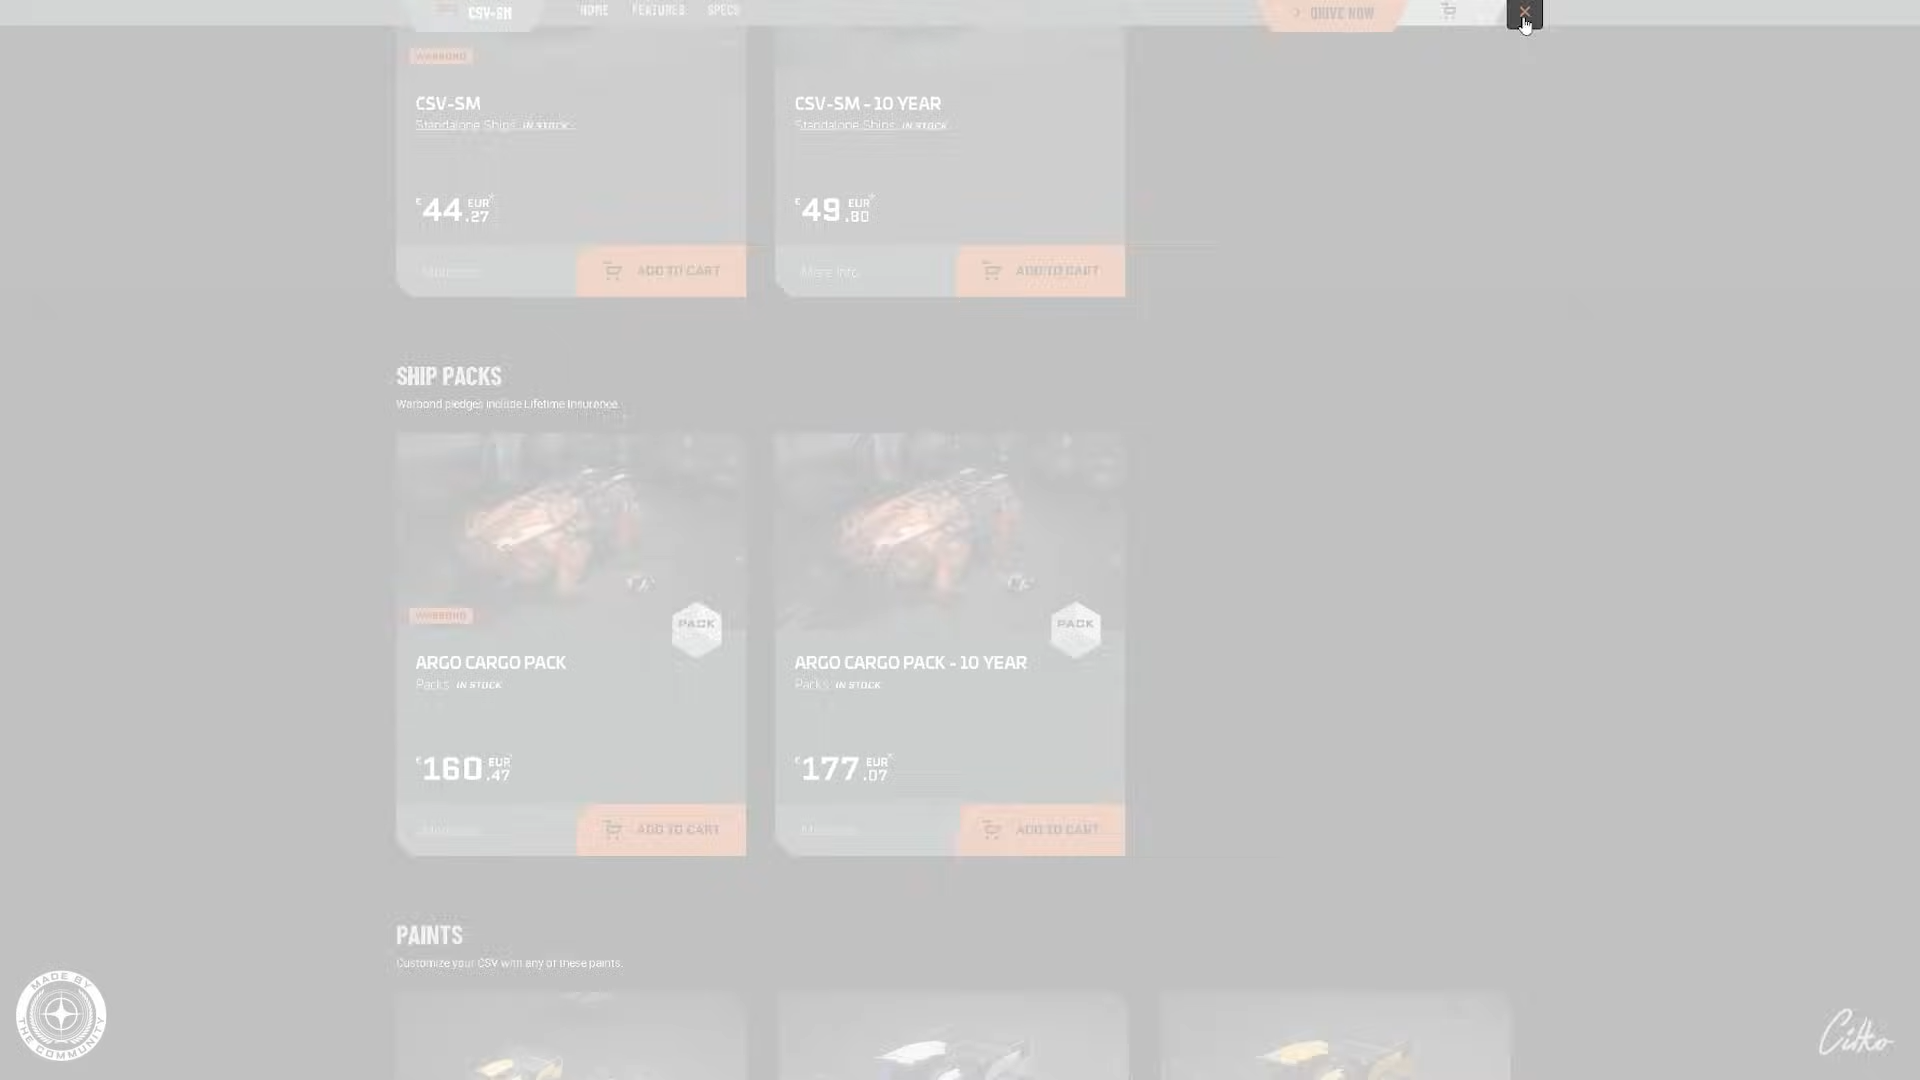 CSV-SM
HOME
FEATURES
SPECS
DRIVE NOW
WARBOND
CSV-SM
Standalone Ships IN STOCK
€44.27 EUR*
ADD TO CART
CSV-SM - 10 YEAR
Standalone Ships IN STOCK
€49.80 EUR*
More Info
ADD TO CART
SHIP PACKS
Warbond pledges include Lifetime Insurance.
WARBOND
PACK
ARGO CARGO PACK
Packs IN STOCK
€160.47 EUR*
ADD TO CART
PACK
ARGO CARGO PACK - 10 YEAR
Packs IN STOCK
€177.07 EUR*
ADD TO CART
PAINTS
Customize your CSV with any of these paints.
MADE BY
THE COMMUNITY